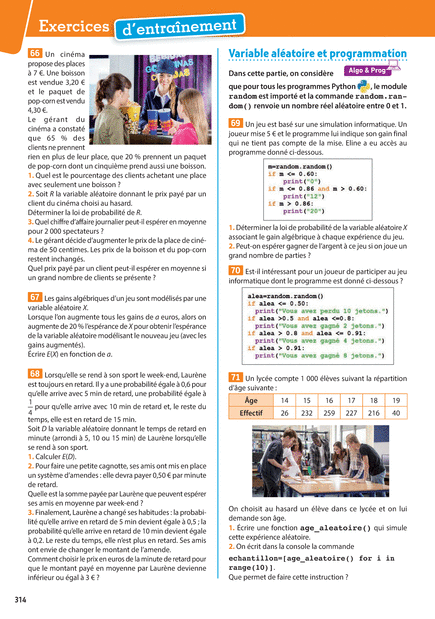 Exercices d'entraînement
66 Un cinéma
propose des places
à 7 €. Une boisson
est vendue 3,20 €
et le paquet de
pop-corn est vendu
4,30 €.
Le gérant du
cinéma a constaté
que 65 % des
clients ne prennent
rien en plus de leur place, que 20 % prennent un paquet
de pop-corn dont un cinquième prend aussi une boisson.
1. Quel est le pourcentage des clients achetant une place
avec seulement une boisson ?
2. Soit R la variable aléatoire donnant le prix payé par un
client du cinéma choisi au hasard.
Déterminer la loi de probabilité de R.
3. Quel chiffre d'affaire journalier peut-il espérer en moyenne
pour 2 000 spectateurs ?
4. Le gérant décide d'augmenter le prix de la place de ciné-
ma de 50 centimes. Les prix de la boisson et du pop-corn
restent inchangés.
Quel prix payé par un client peut-il espérer en moyenne si
un grand nombre de clients se présente ?
67 Les gains algébriques d'un jeu sont modélisés par une
variable aléatoire X.
Lorsque l'on augmente tous les gains de a euros, alors on
augmente de 20 % l'espérance de X pour obtenir l'espérance
de la variable aléatoire modélisant le nouveau jeu (avec les
gains augmentés).
Écrire E(X) en fonction de a.
68 Lorsqu'elle se rend à son sport le week-end, Laurène
est toujours en retard. Il y a une probabilité égale à 0,6 pour
qu'elle arrive avec 5 min de retard, une probabilité égale à
1/4 pour qu'elle arrive avec 10 min de retard et, le reste du
temps, elle est en retard de 15 min.
Soit D la variable aléatoire donnant le temps de retard en
minute (arrondi à 5, 10 ou 15 min) de Laurène lorsqu'elle
se rend à son sport.
1. Calculer E(D).
2. Pour faire une petite cagnotte, ses amis ont mis en place
un système d'amendes : elle devra payer 0,50 € par minute
de retard.
Quelle est la somme payée par Laurène que peuvent espérer
ses amis en moyenne par week-end ?
3. Finalement, Laurène a changé ses habitudes : la probabi-
lité qu'elle arrive en retard de 5 min devient égale à 0,5 ; la
probabilité qu'elle arrive en retard de 10 min devient égale
à 0,2. Le reste du temps, elle n'est plus en retard. Ses amis
ont envie de changer le montant de l'amende.
Comment choisir le prix en euros de la minute de retard pour
que le montant payé en moyenne par Laurène devienne
inférieur ou égal à 3 € ?
Variable aléatoire et programmation
Algo & Prog
Dans cette partie, on considère
que pour tous les programmes Python, le module
random est importé et la commande random.ran-
dom() renvoie un nombre réel aléatoire entre 0 et 1.
69 Un jeu est basé sur une simulation informatique. Un
joueur mise 5 € et le programme lui indique son gain final
qui ne tient pas compte de la mise. Eline a eu accès au
programme donné ci-dessous.
m=random.random()
if m <= 0.60:
print("0")
if m <= 0.86 and m > 0.60:
print("12")
if m > 0.86:
print("20")
1. Déterminer la loi de probabilité de la variable aléatoire X
associant le gain algébrique à chaque expérience du jeu.
2. Peut-on espérer gagner de l'argent à ce jeu si on joue un
grand nombre de parties ?
70 Est-il intéressant pour un joueur de participer au jeu
informatique dont le programme est donné ci-dessous ?
alea=random.random()
if alea <= 0.50:
print("Vous avez perdu 10 jetons.")
if alea >0.5 and alea <=0.8:
print("Vous avez gagné 2 jetons.")
if alea > 0.8 and alea <= 0.91:
print("Vous avez gagné 4 jetons.")
if alea > 0.91:
print("Vous avez gagné 8 jetons.")
71 Un lycée compte 1 000 élèves suivant la répartition
d'âge suivante :
Âge 14 15 16 17 18 19
Effectif 26 232 259 227 216 40
On choisit au hasard un élève dans ce lycée et on lui
demande son âge.
1. Écrire une fonction age_aleatoire() qui simule
cette expérience aléatoire.
2. On écrit dans la console la commande
echantillon=[age_aleatoire() for i in
range(10)].
Que permet de faire cette instruction ?
314